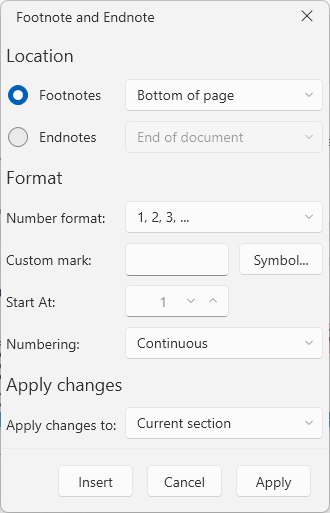 Footnote and Endnote
Location
Footnotes Bottom of page
Endnotes End of document
Format
Number format: 1, 2, 3, ...
Custom mark: Symbol...
Start At: 1
Numbering: Continuous
Apply changes
Apply changes to: Current section
Insert Cancel Apply